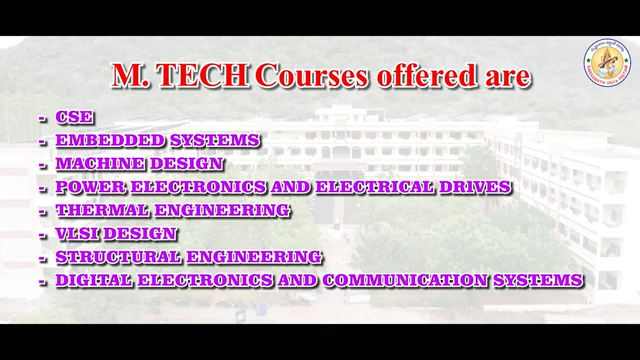 M. TECH Courses offered are
- CSE
- EMBEDDED SYSTEMS
- MACHINE DESIGN
- POWER ELECTRONICS AND ELECTRICAL DRIVES
- THERMAL ENGINEERING
- VLSI DESIGN
- STRUCTURAL ENGINEERING
- DIGITAL ELECTRONICS AND COMMUNICATION SYSTEMS